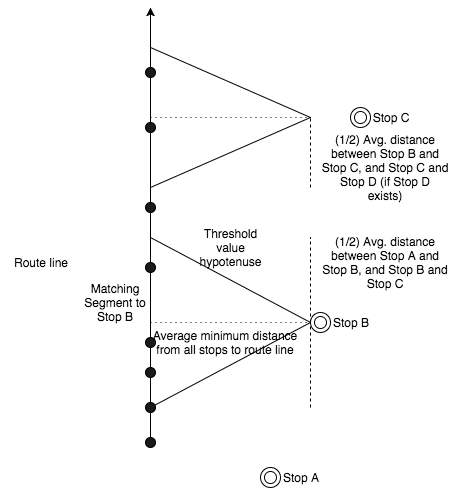 Stop C
(1/2) Avg. distance
between Stop B and
Stop C, and Stop C and
Stop D (if Stop D
exists)
Threshold
value
hypotenuse
(1/2) Avg. distance
between Stop A and
Stop B, and Stop B and
Stop C
Route line
Matching
Segment to
Stop B
Stop B
Average minimum distance
from all stops to route line
Stop A